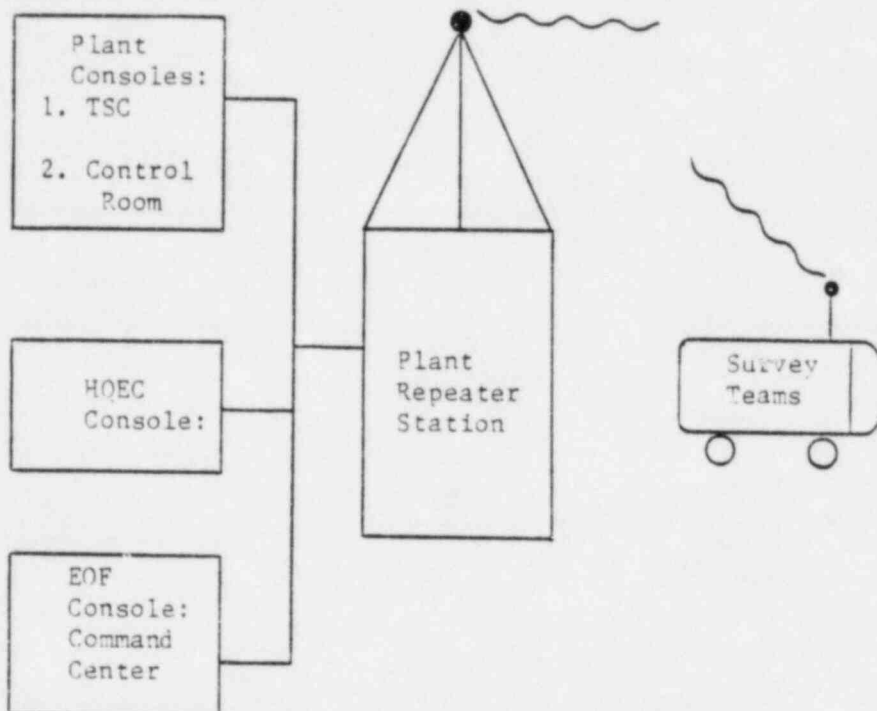 Plant
Consoles:
1. TSC
2. Control
Room
HQEC
Console:
EOF
Console:
Command
Center
Plant
Repeater
Station
Survey
Teams